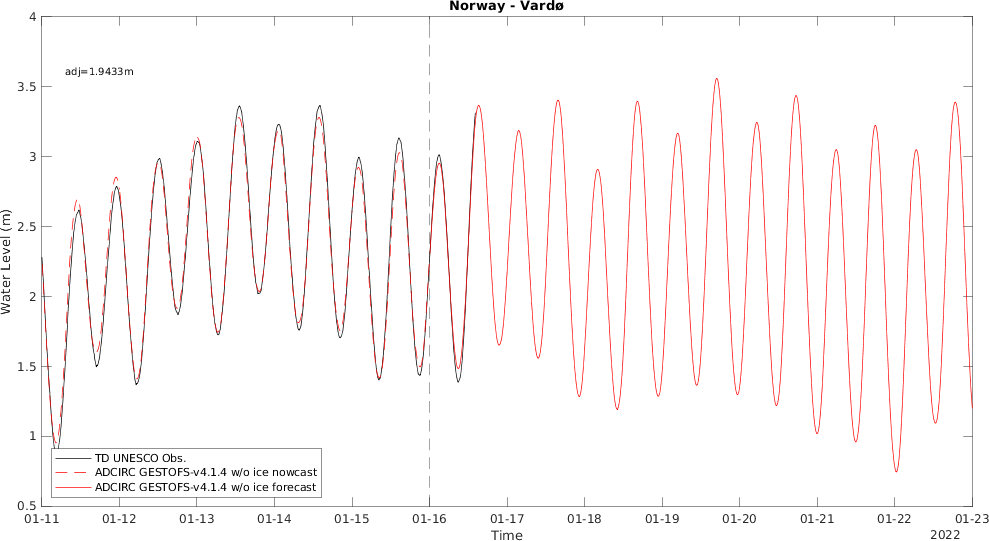 Norway - Vardø
4
3.5
3
2.5
2
1.5
1
0.5
Water Level (m)
adj=1.9433m
TD UNESCO Obs.
ADCIRC GESTOFS-v4.1.4 w/o ice nowcast
ADCIRC GESTOFS-v4.1.4 w/o ice forecast
01-11 01-12 01-13 01-14 01-15 01-16 01-17 01-18 01-19 01-20 01-21 01-22 01-23
Time
2022